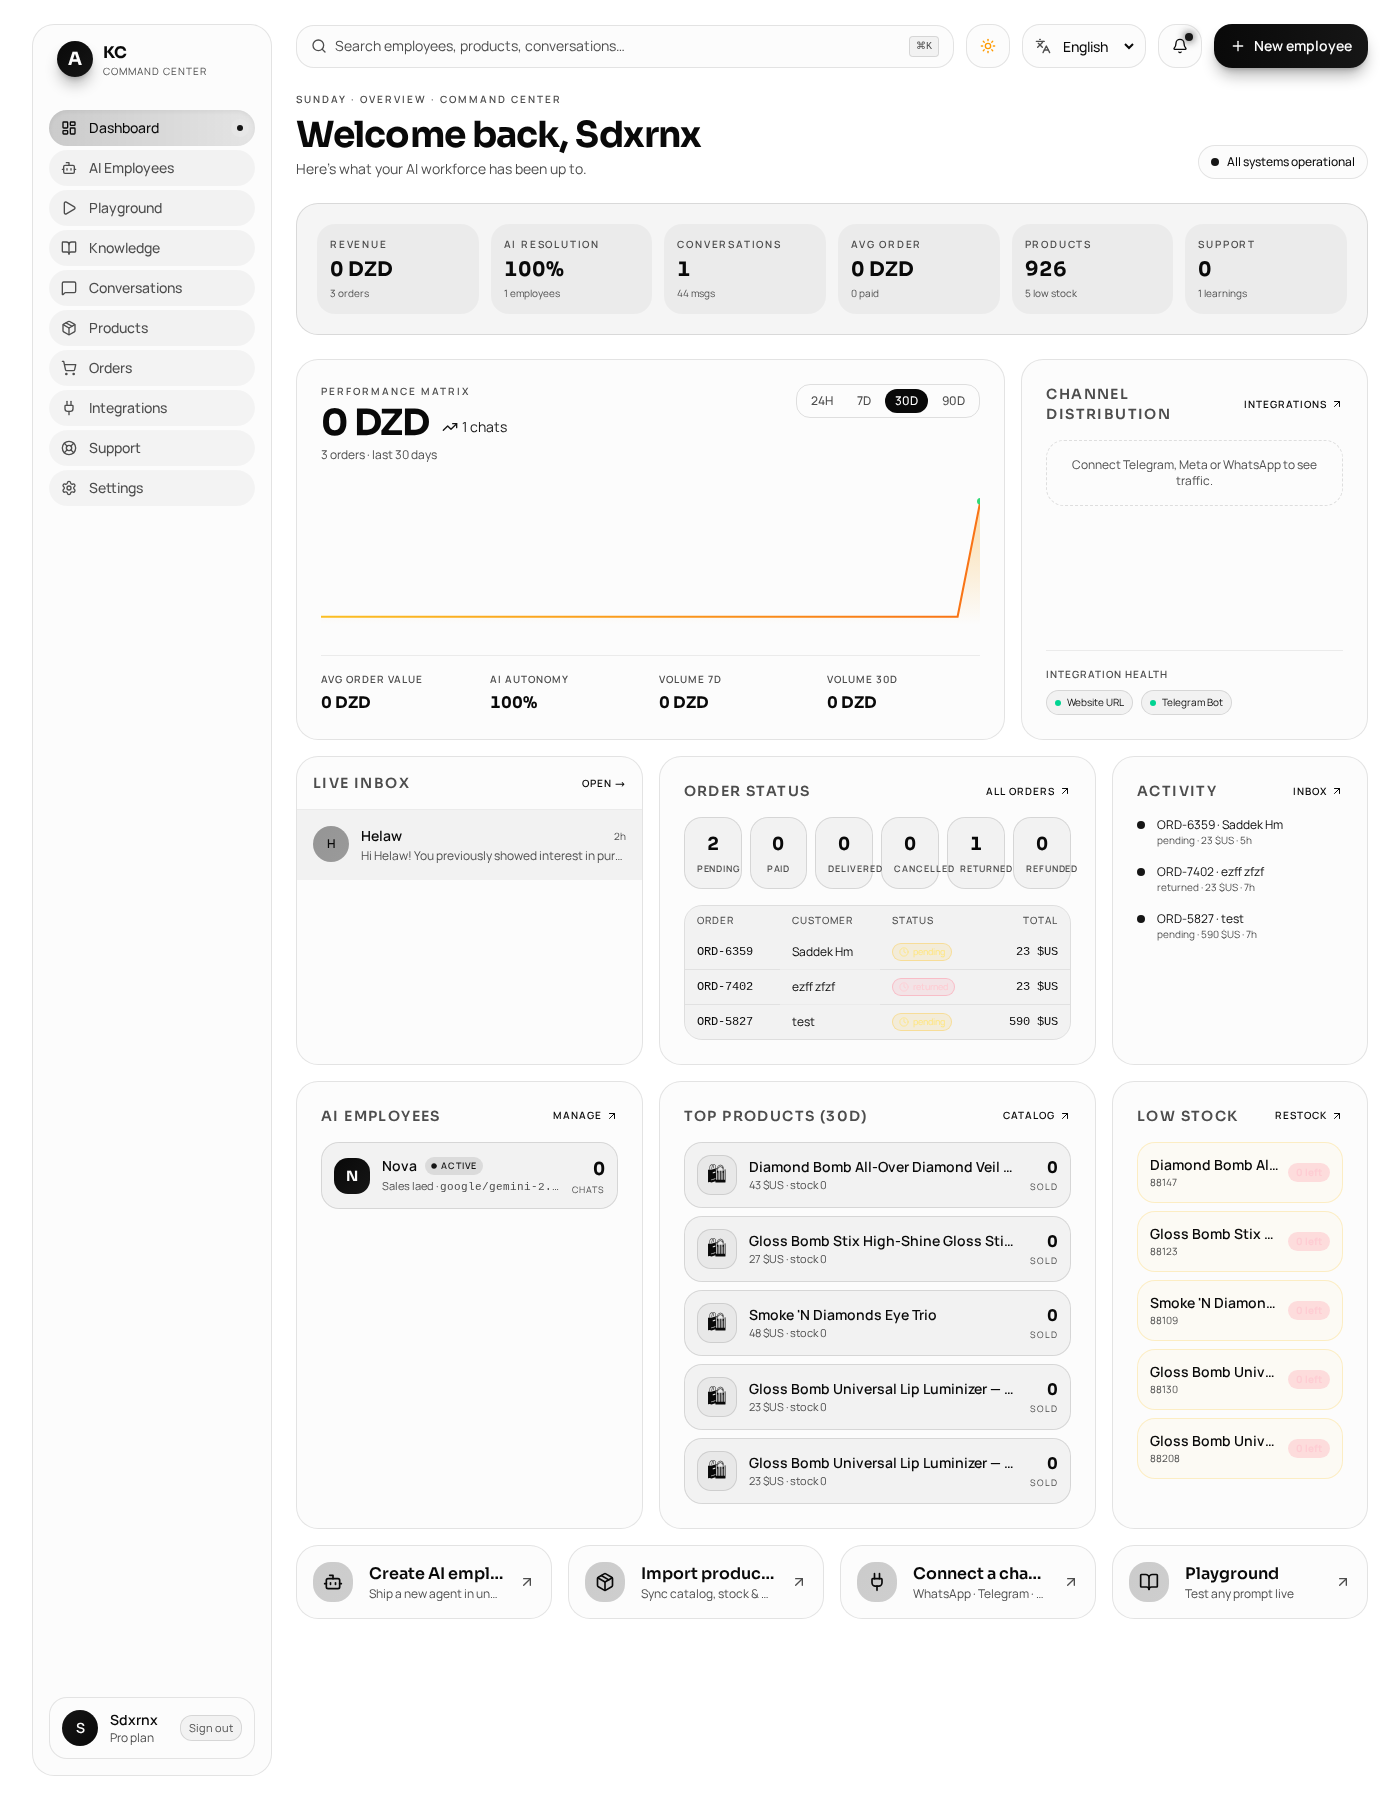 A
KC
COMMAND CENTER
Dashboard
AI Employees
Playground
Knowledge
Conversations
Products
Orders
Integrations
Support
Settings
S
Sdxrnx
Pro plan
Sign out
Search employees, products, conversations...
⌘K
English
New employee
SUNDAY · OVERVIEW · COMMAND CENTER
Welcome back, Sdxrnx
Here's what your AI workforce has been up to.
All systems operational
REVENUE
0 DZD
3 orders
AI RESOLUTION
100%
1 employees
CONVERSATIONS
1
44 msgs
AVG ORDER
0 DZD
0 paid
PRODUCTS
926
5 low stock
SUPPORT
0
1 learnings
PERFORMANCE MATRIX
0 DZD
1 chats
3 orders · last 30 days
24H 7D 30D 90D
AVG ORDER VALUE
0 DZD
AI AUTONOMY
100%
VOLUME 7D
0 DZD
VOLUME 30D
0 DZD
CHANNEL
DISTRIBUTION
INTEGRATIONS
Connect Telegram, Meta or WhatsApp to see
traffic.
INTEGRATION HEALTH
Website URL
Telegram Bot
LIVE INBOX
OPEN →
H
Helaw
2h
Hi Helaw! You previously showed interest in pur...
ORDER STATUS
ALL ORDERS
2
PENDING
0
PAID
0
DELIVERED
0
CANCELLED
1
RETURNED
0
REFUNDED
ORDER CUSTOMER STATUS TOTAL
ORD-6359 Saddek Hm pending 23 $US
ORD-7402 ezff zfzf returned 23 $US
ORD-5827 test pending 590 $US
ACTIVITY
INBOX
ORD-6359 · Saddek Hm
pending · 23 $US · 5h
ORD-7402 · ezff zfzf
returned · 23 $US · 7h
ORD-5827 · test
pending · 590 $US · 7h
AI EMPLOYEES
MANAGE
N
Nova
ACTIVE
Sales laed · google/gemini-2...
0
CHATS
TOP PRODUCTS (30D)
CATALOG
Diamond Bomb All-Over Diamond Veil ...
43 $US · stock 0
0
SOLD
Gloss Bomb Stix High-Shine Gloss Sti...
27 $US · stock 0
0
SOLD
Smoke 'N Diamonds Eye Trio
48 $US · stock 0
0
SOLD
Gloss Bomb Universal Lip Luminizer — ...
23 $US · stock 0
0
SOLD
Gloss Bomb Universal Lip Luminizer — ...
23 $US · stock 0
0
SOLD
LOW STOCK
RESTOCK
Diamond Bomb Al...
88147
0 left
Gloss Bomb Stix ...
88123
0 left
Smoke 'N Diamon...
88109
0 left
Gloss Bomb Univ...
88130
0 left
Gloss Bomb Univ...
88208
0 left
Create AI empl...
Ship a new agent in un...
Import produc...
Sync catalog, stock & ...
Connect a cha...
WhatsApp · Telegram · ...
Playground
Test any prompt live